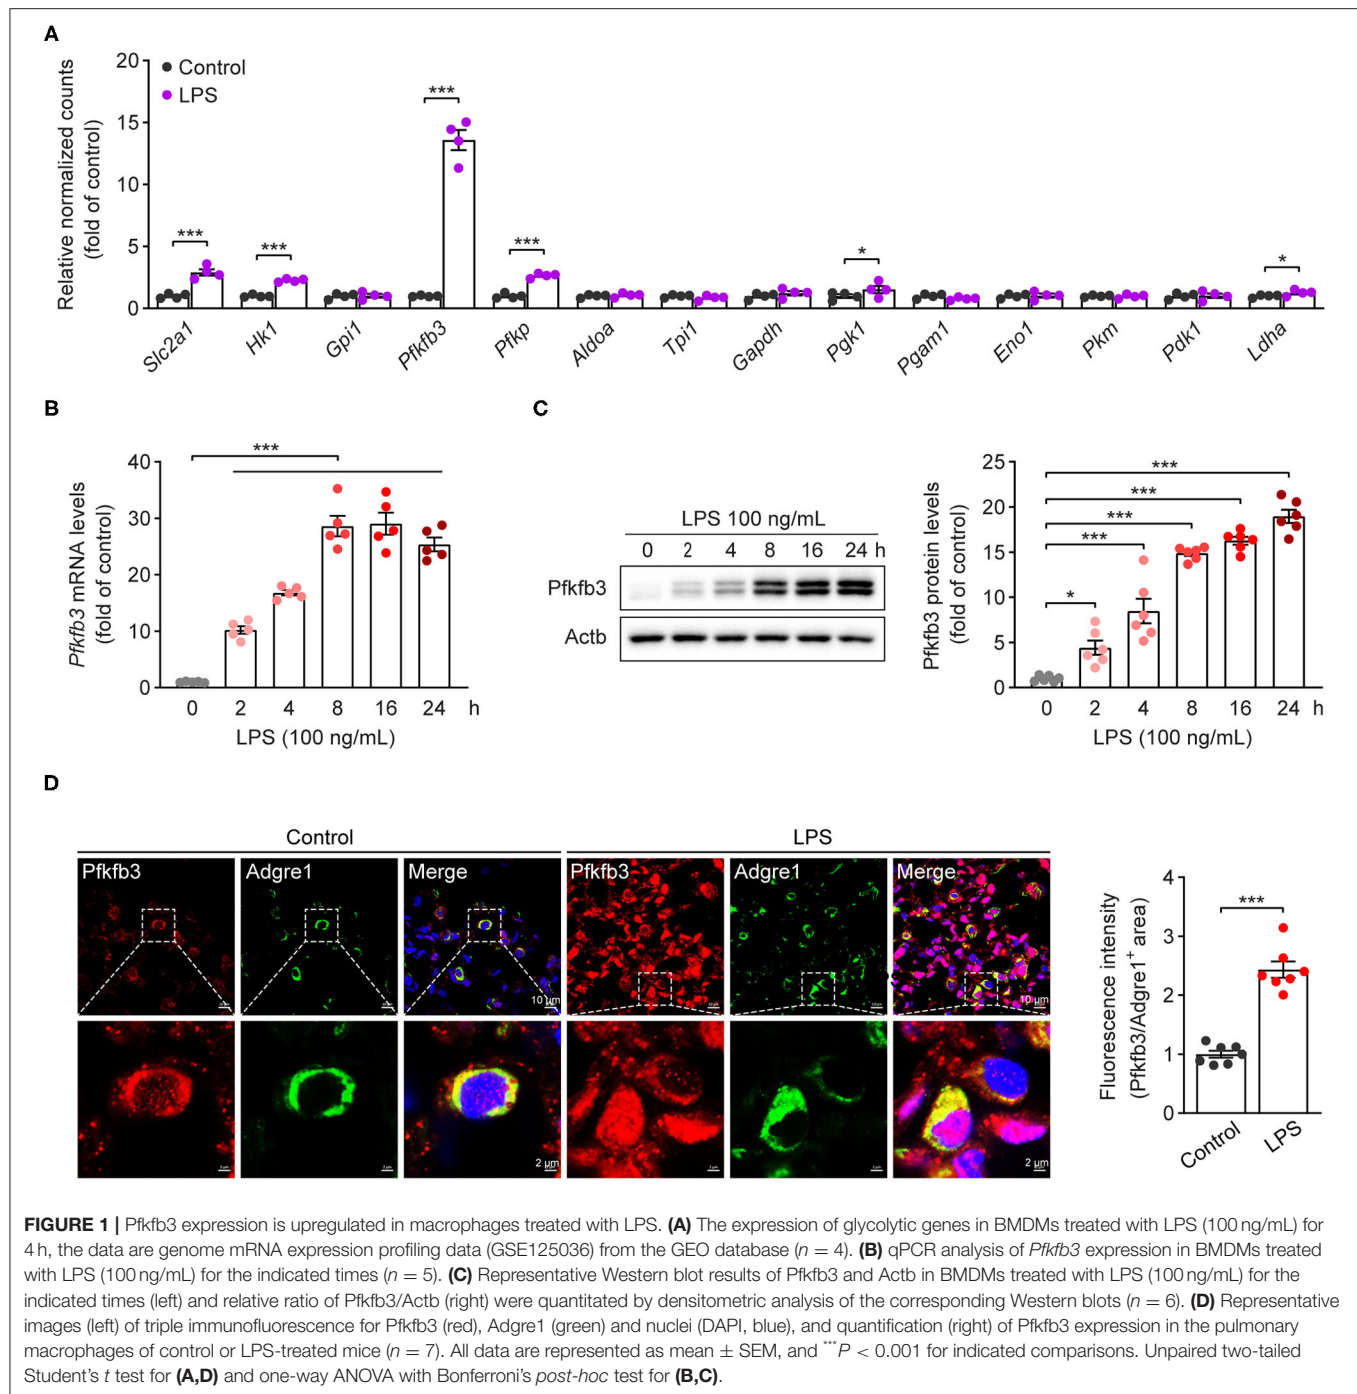 A
Relative normalized counts
(fold of control)
20
15
10
5
0
Control
LPS
***
***
***
***
*
*
Slc2a1
Hk1
Gpi1
Pfkfb3
Pfkp
Aldoa
Tpi1
Gapdh
Pgk1
Pgam1
Eno1
Pkm
Pdk1
Ldha
B
Pfkfb3 mRNA levels
(fold of control)
40
30
20
10
0
***
0 2 4 8 16 24 h
LPS (100 ng/mL)
C
LPS 100 ng/mL
0 2 4 8 16 24 h
Pfkfb3
Actb
Pfkfb3 protein levels
(fold of control)
25
20
15
10
5
0
***
***
***
***
*
0 2 4 8 16 24 h
LPS (100 ng/mL)
D
Control
LPS
Pfkfb3 Adgre1 Merge Pfkfb3 Adgre1 Merge
10 µm
10 µm
2 µm
2 µm
Fluorescence intensity
(Pfkfb3/Adgre1⁺ area)
4
3
2
1
0
***
Control
LPS
FIGURE 1 | Pfkfb3 expression is upregulated in macrophages treated with LPS. (A) The expression of glycolytic genes in BMDMs treated with LPS (100 ng/mL) for
4 h, the data are genome mRNA expression profiling data (GSE125036) from the GEO database (n = 4). (B) qPCR analysis of Pfkfb3 expression in BMDMs treated
with LPS (100 ng/mL) for the indicated times (n = 5). (C) Representative Western blot results of Pfkfb3 and Actb in BMDMs treated with LPS (100 ng/mL) for the
indicated times (left) and relative ratio of Pfkfb3/Actb (right) were quantitated by densitometric analysis of the corresponding Western blots (n = 6). (D) Representative
images (left) of triple immunofluorescence for Pfkfb3 (red), Adgre1 (green) and nuclei (DAPI, blue), and quantification (right) of Pfkfb3 expression in the pulmonary
macrophages of control or LPS-treated mice (n = 7). All data are represented as mean ± SEM, and ***P < 0.001 for indicated comparisons. Unpaired two-tailed
Student's t test for (A,D) and one-way ANOVA with Bonferroni's post-hoc test for (B,C).